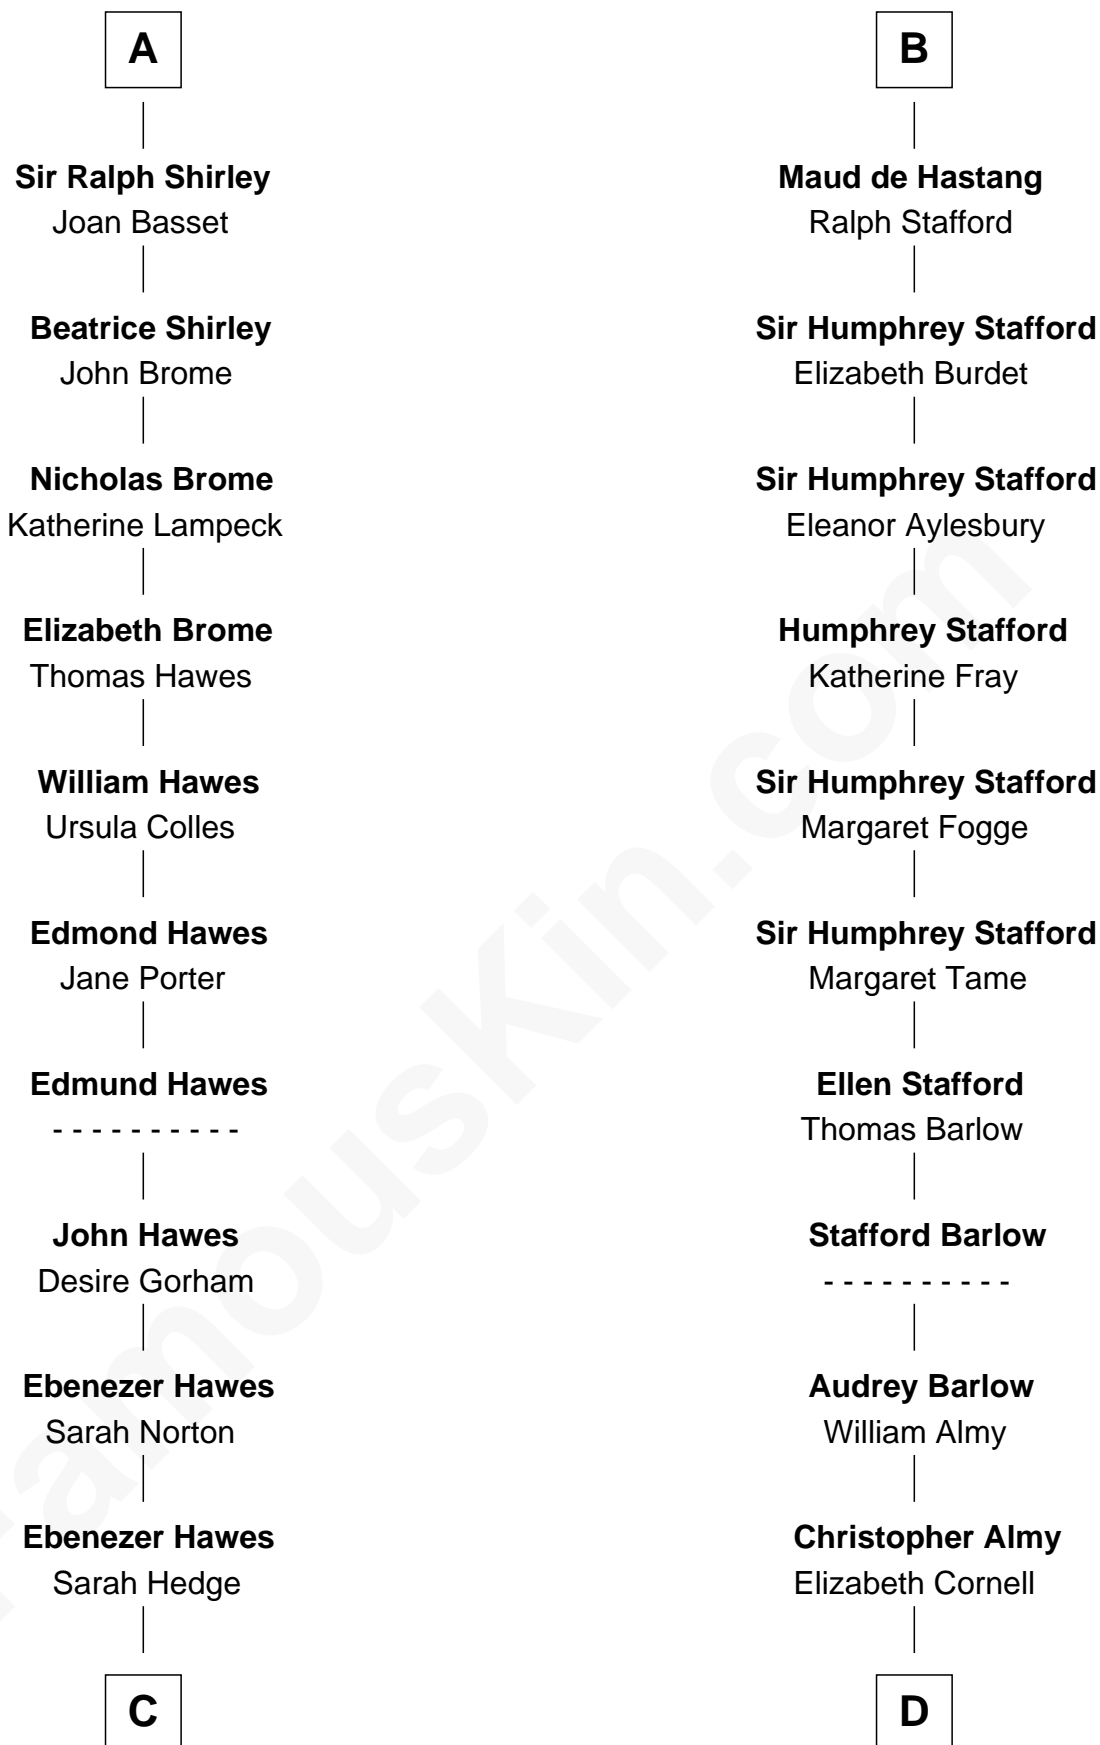 A
Sir Ralph Shirley
Joan Basset
Beatrice Shirley
John Brome
Nicholas Brome
Katherine Lampeck
Elizabeth Brome
Thomas Hawes
William Hawes
Ursula Colles
Edmond Hawes
Jane Porter
Edmund Hawes
- - - - - - - - - -
John Hawes
Desire Gorham
Ebenezer Hawes
Sarah Norton
Ebenezer Hawes
Sarah Hedge
C
B
Maud de Hastang
Ralph Stafford
Sir Humphrey Stafford
Elizabeth Burdet
Sir Humphrey Stafford
Eleanor Aylesbury
Humphrey Stafford
Katherine Fray
Sir Humphrey Stafford
Margaret Fogge
Sir Humphrey Stafford
Margaret Tame
Ellen Stafford
Thomas Barlow
Stafford Barlow
- - - - - - - - - -
Audrey Barlow
William Almy
Christopher Almy
Elizabeth Cornell
D
FamousKin.com